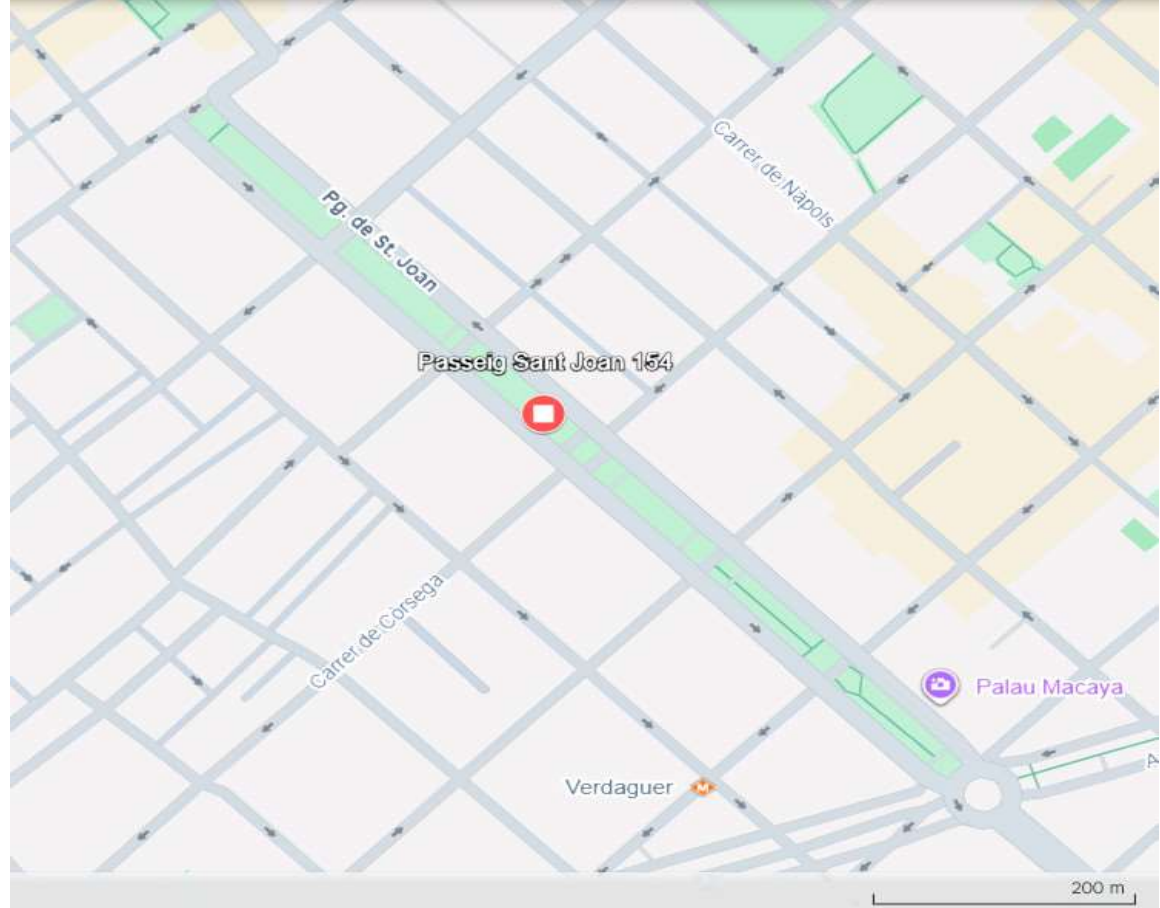 Carrer de Nàpols
Pg. de St. Joan
Passeig Sant Joan 154
Carrer de Còrsega
Palau Macaya
A
Verdaguer
M
200 m